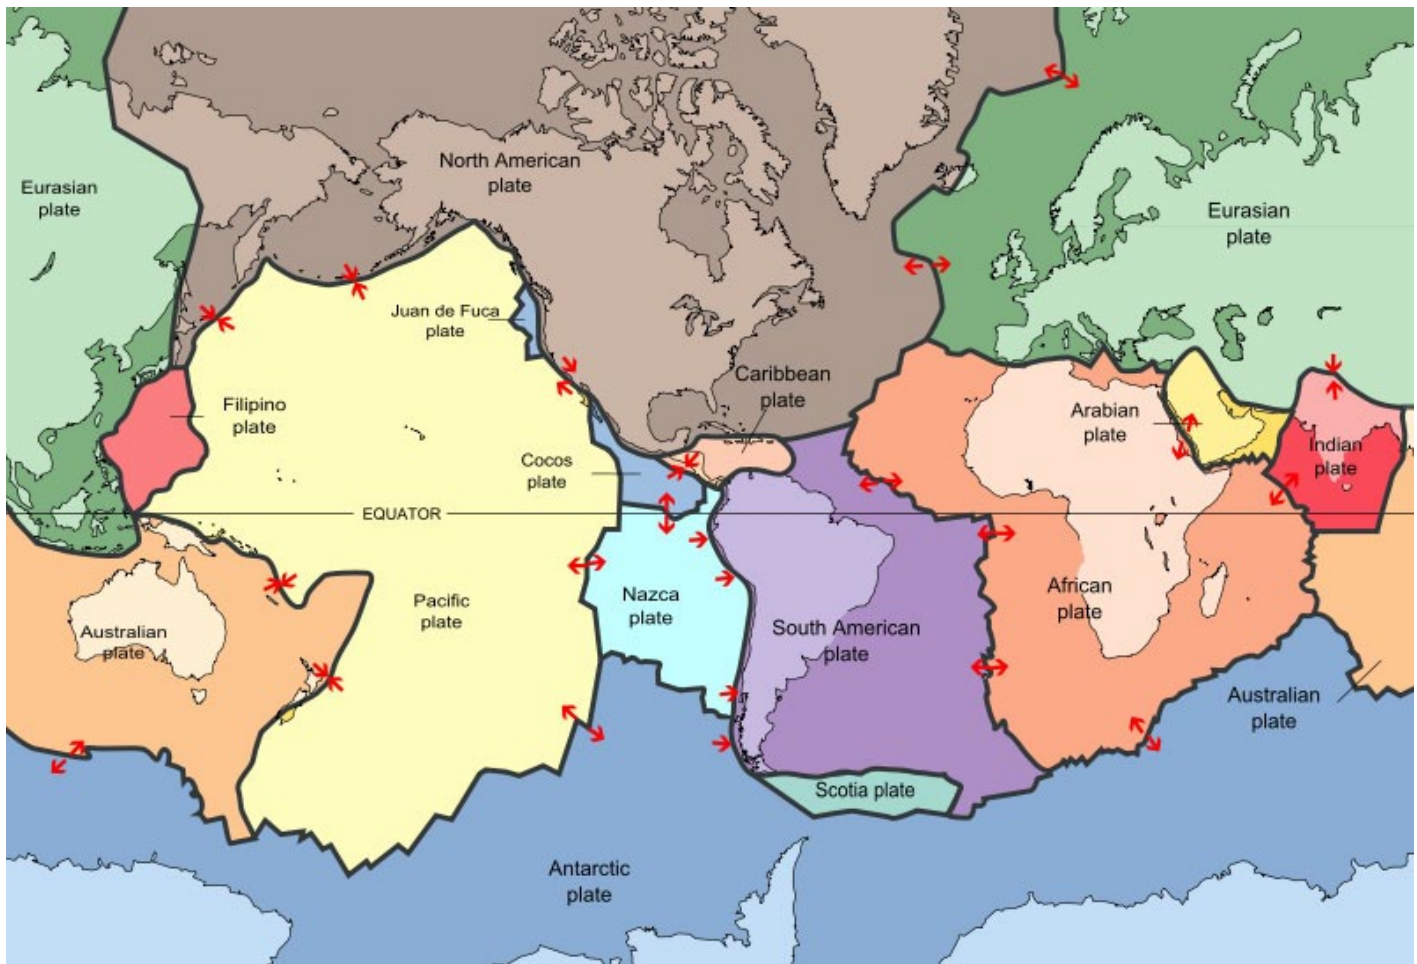 North American
plate
Eurasian
plate
Eurasian
plate
Juan de Fuca
plate
Caribbean
plate
Filipino
plate
Arabian
plate
Indian
plate
Cocos
plate
EQUATOR
Nazca
plate
African
plate
Pacific
plate
Australian
plate
South American
plate
Australian
plate
Scotia plate
Antarctic
plate